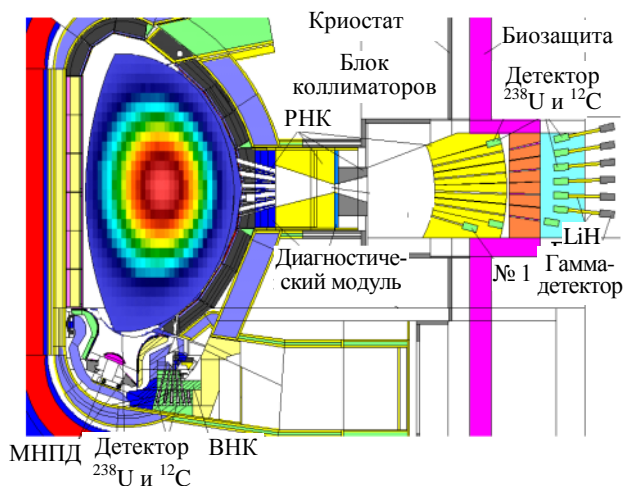 Криостат
Биозащита
Блок
коллиматоров
Детектор
²³⁸U и ¹²C
РНК
Диагностиче-
ский модуль
№ 1
LiH
Гамма-
детектор
МНПД
Детектор
²³⁸U и ¹²C
ВНК